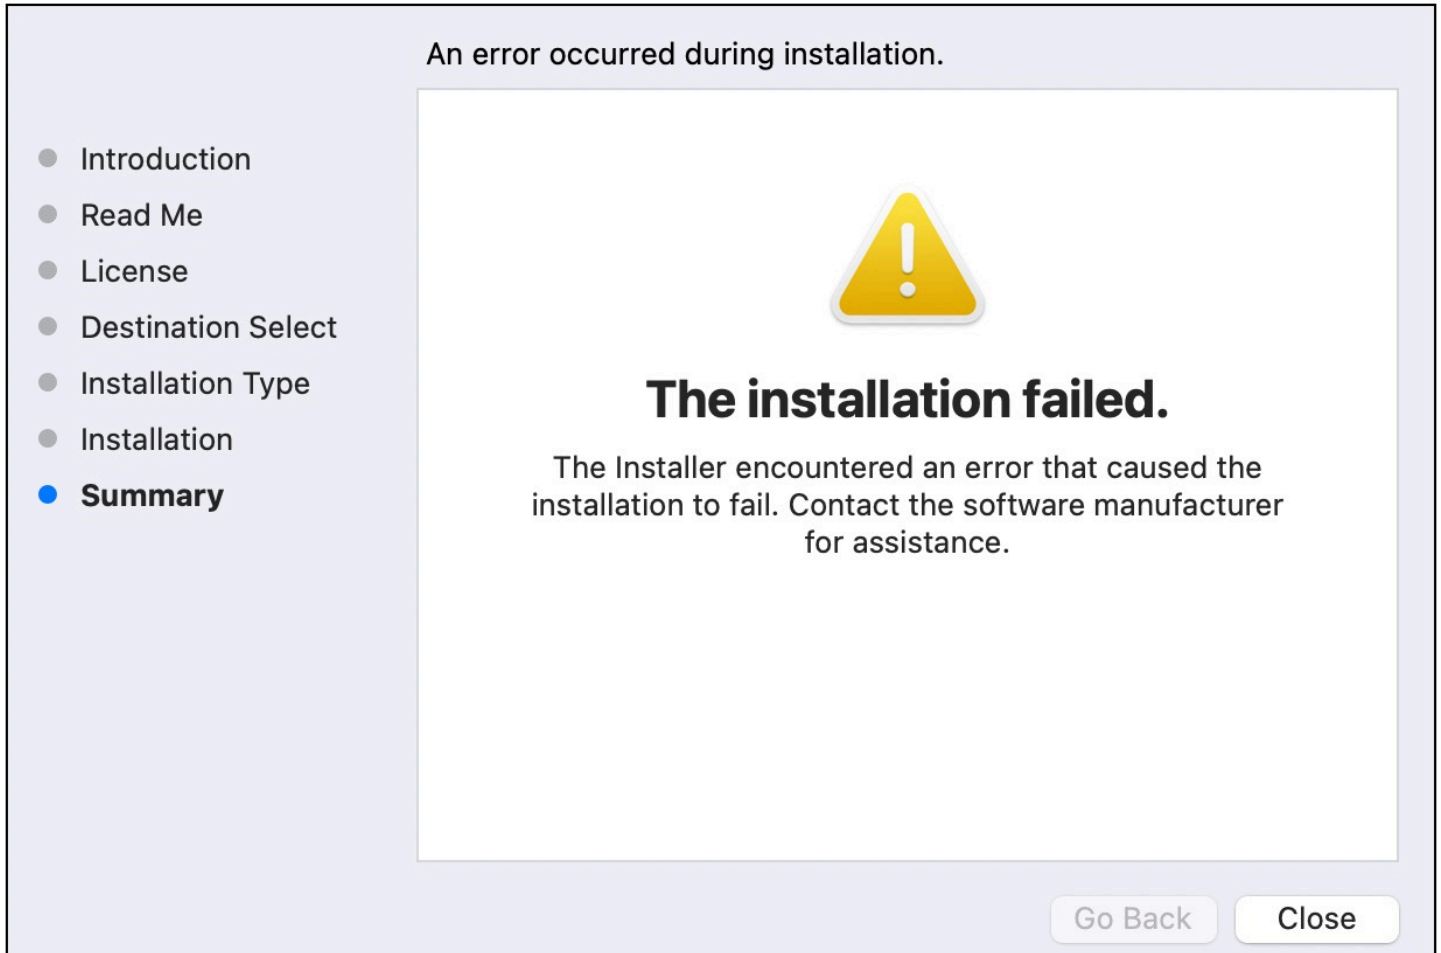 An error occurred during installation.
Introduction
Read Me
License
Destination Select
Installation Type
Installation
Summary
The installation failed.
The Installer encountered an error that caused the
installation to fail. Contact the software manufacturer
for assistance.
Go Back
Close